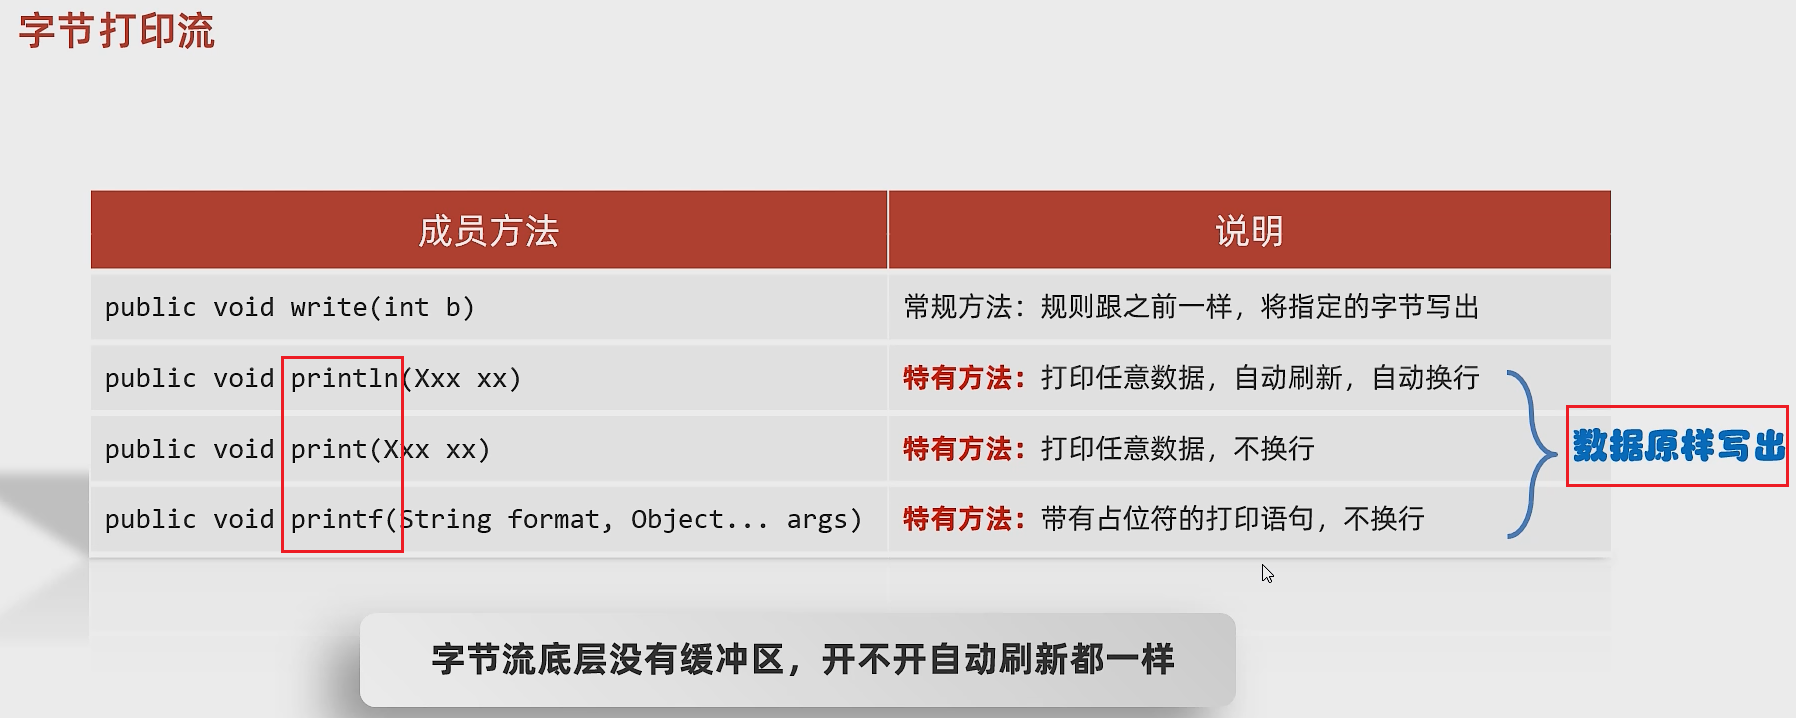 字节打印流
成员方法 说明
public void write(int b) 常规方法：规则跟之前一样，将指定的字节写出
public void println(Xxx xx) 特有方法：打印任意数据，自动刷新，自动换行
public void print(Xxx xx) 特有方法：打印任意数据，不换行
数据原样写出
public void printf(String format, Object... args) 特有方法：带有占位符的打印语句，不换行
字节流底层没有缓冲区，开不开自动刷新都一样